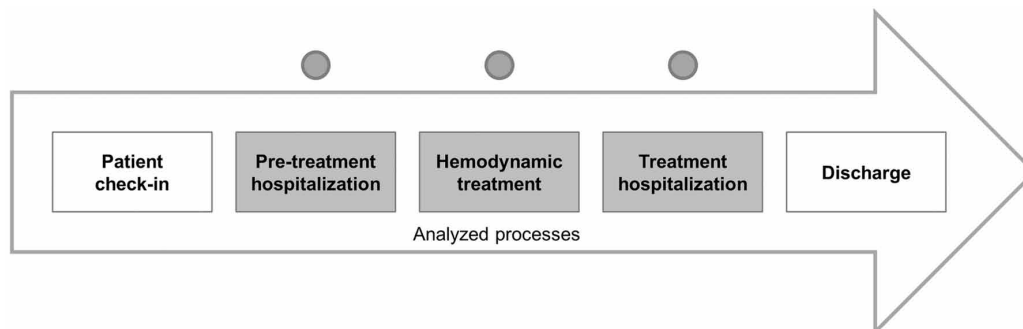 Patient
check-in
Pre-treatment
hospitalization
Hemodynamic
treatment
Treatment
hospitalization
Discharge
Analyzed processes